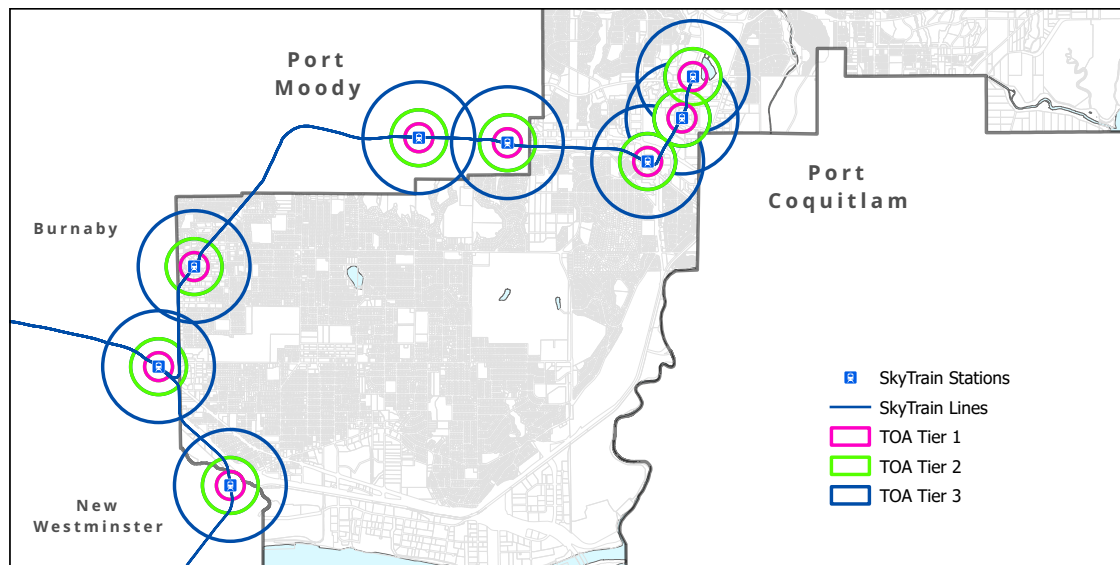 Port
Moody
Port
Coquitlam
Burnaby
New
Westminster
SkyTrain Stations
SkyTrain Lines
TOA Tier 1
TOA Tier 2
TOA Tier 3